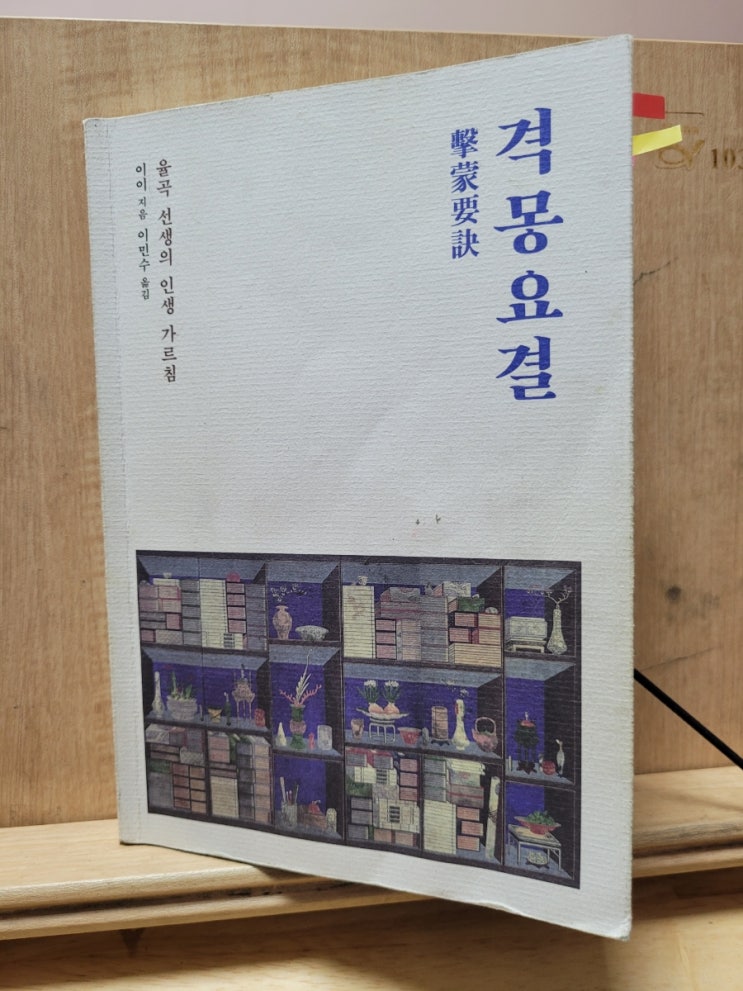 격몽요결
擊蒙要訣
율곡 선생의 인생 가르침
이이 지음 이민수 옮김